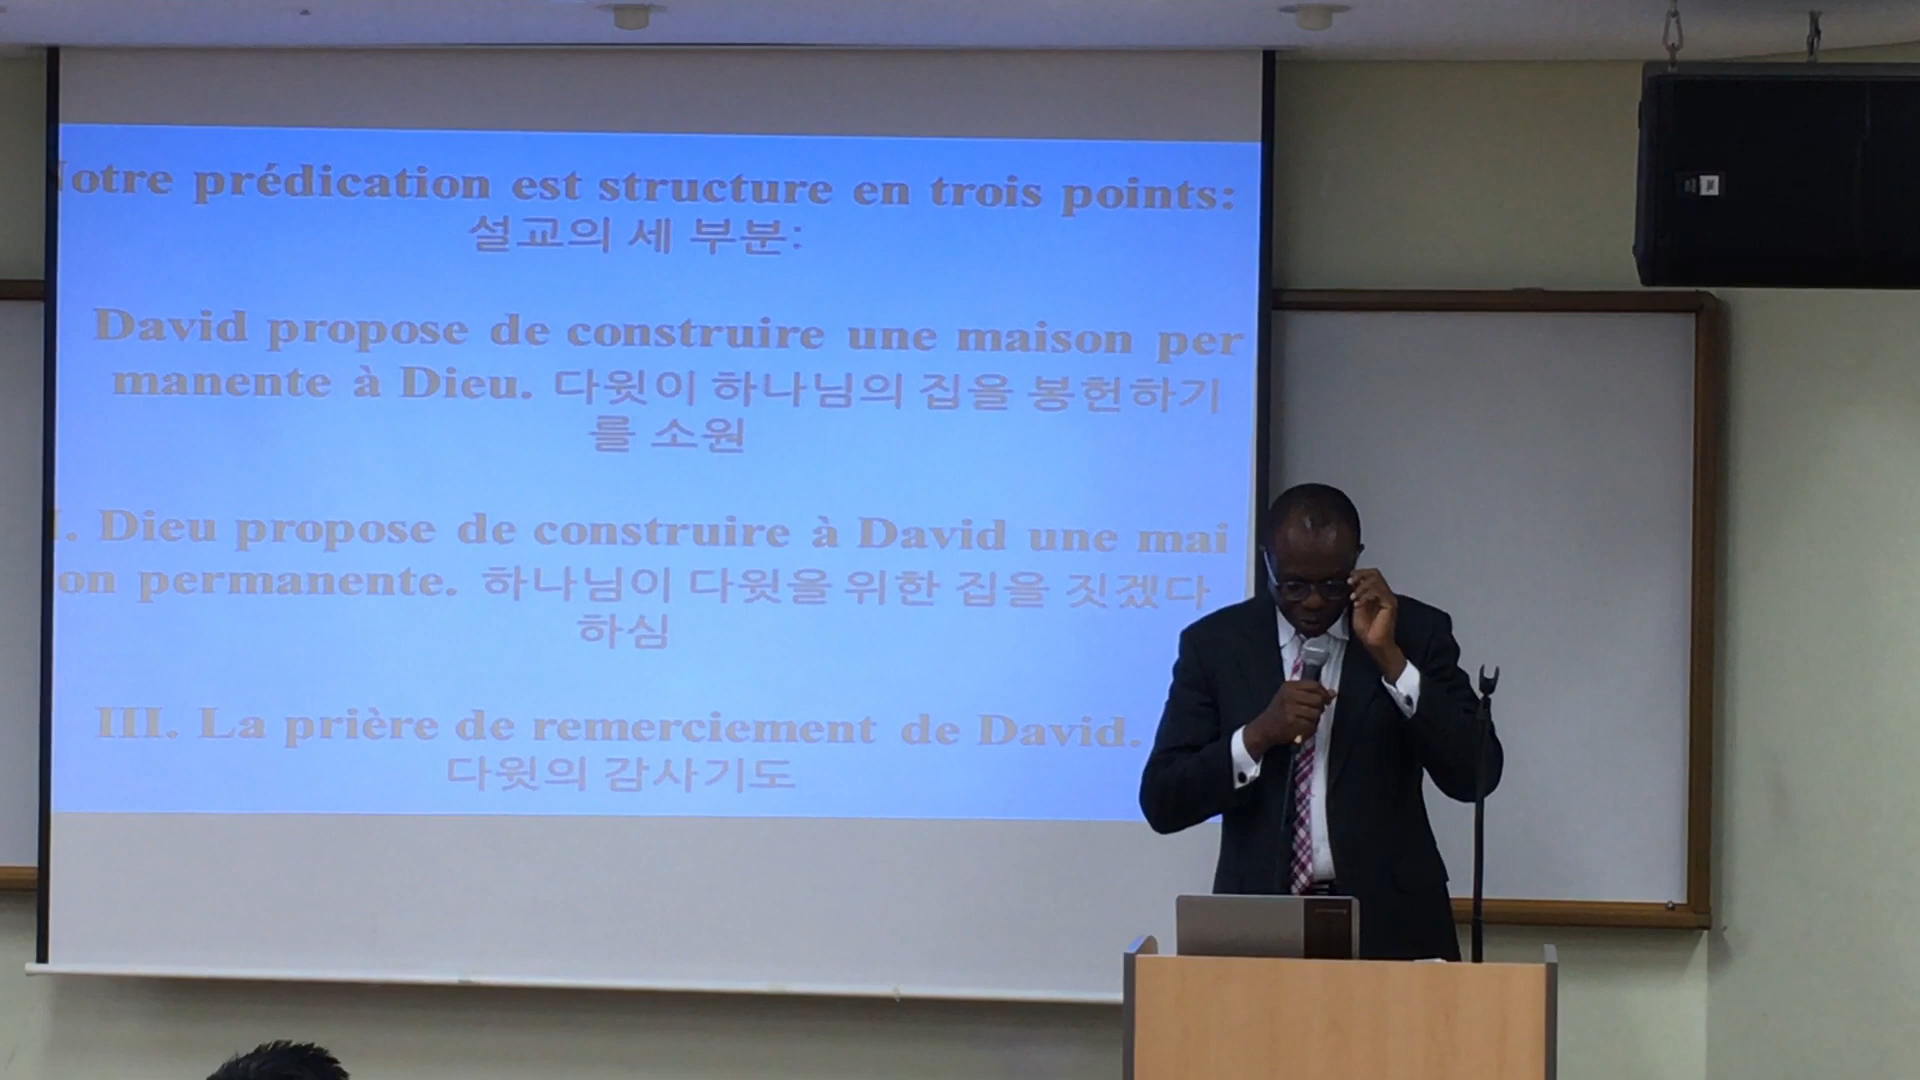 otre prédication est structure en trois points:
설교의 세 부분:
David propose de construire une maison per
manente à Dieu. 다윗이 하나님의 집을 봉헌하기
를 소원
I. Dieu propose de construire à David une mai
on permanente. 하나님이 다윗을 위한 집을 짓겠다
하심
III. La prière de remerciement de David.
다윗의 감사기도